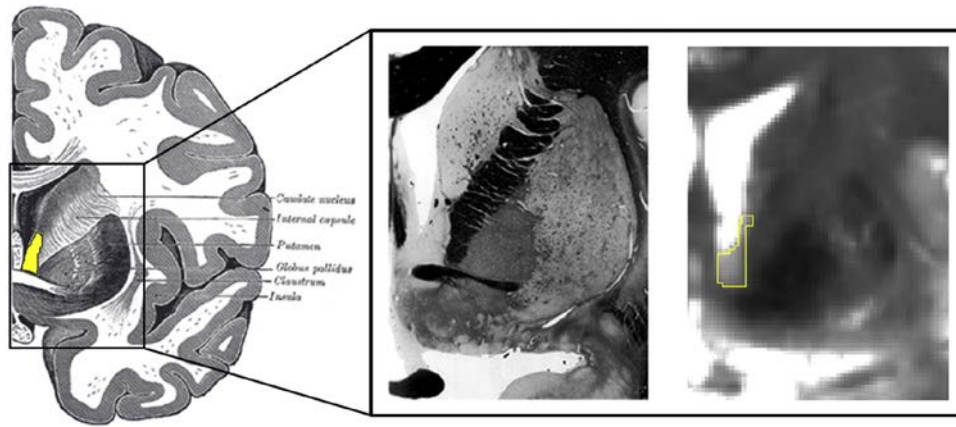 Caudate nucleus
Internal capsule
Putamen
Globus pallidus
Claustrum
Insula